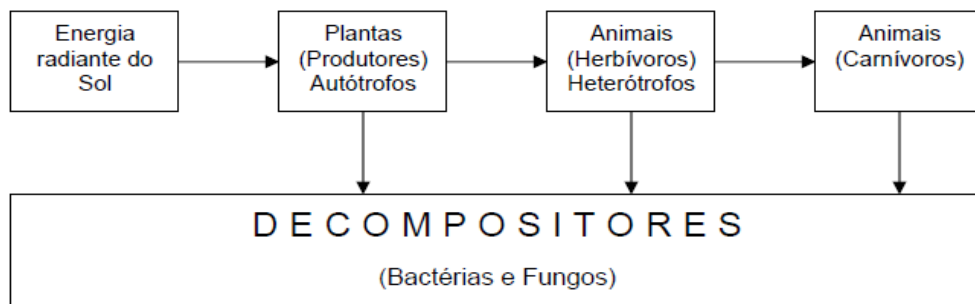 Energia
radiante do
Sol
Plantas
(Produtores)
Autótrofos
Animais
(Herbívoros)
Heterótrofos
Animais
(Carnívoros)
D E C O M P O S I T O R E S
(Bactérias e Fungos)